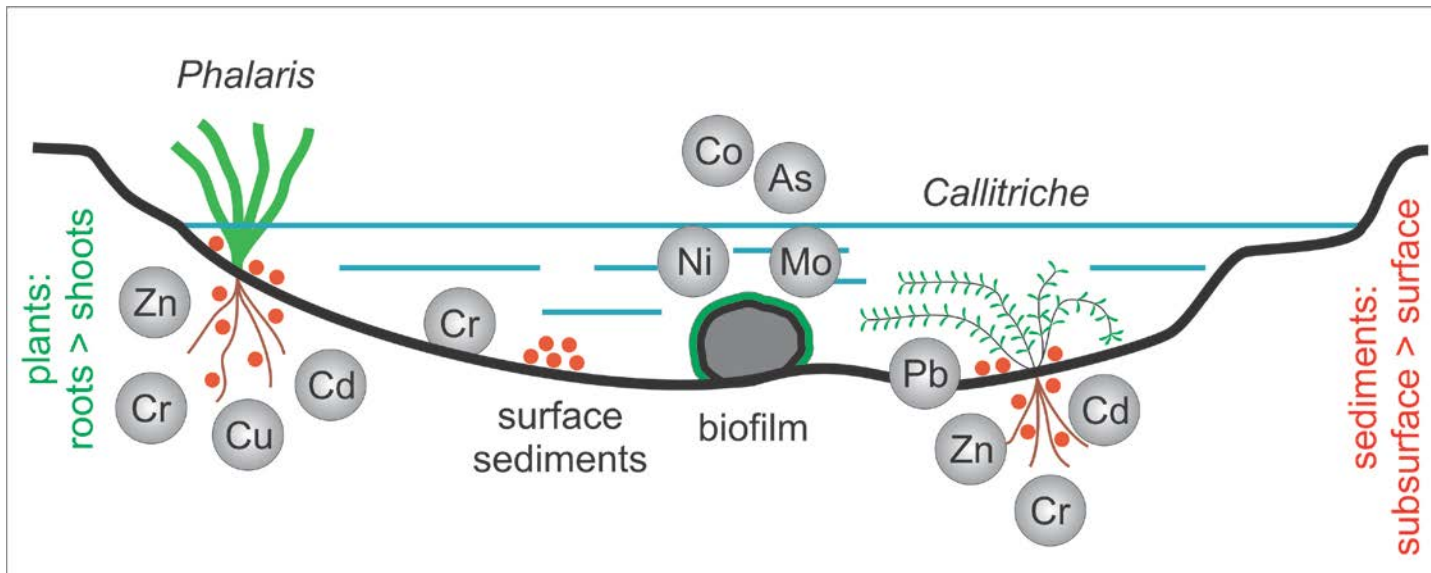 Phalaris
Co
As
Callitriche
plants:
roots > shoots
Zn
Cr
Cu
Cd
Cr
Ni
Mo
Pb
Zn
Cr
Cd
surface
sediments
biofilm
sediments:
subsurface > surface